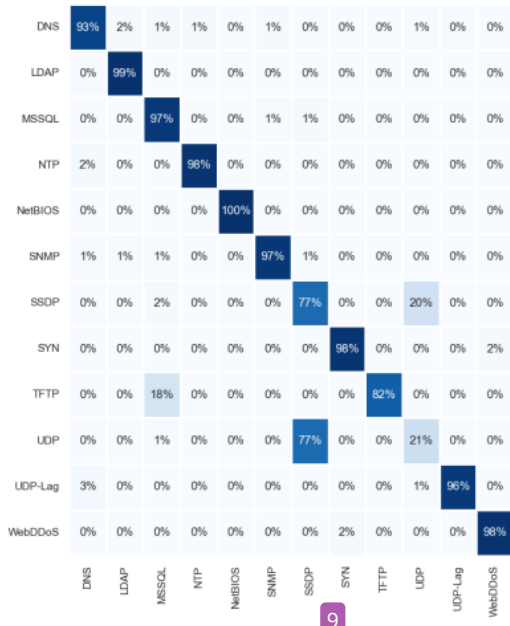 DNS 93% 2% 1% 1% 0% 1% 0% 0% 0% 1% 0% 0%
LDAP 0% 99% 0% 0% 0% 0% 0% 0% 0% 0% 0% 0%
MSSQL 0% 0% 97% 0% 0% 1% 1% 0% 0% 0% 0% 0%
NTP 2% 0% 0% 98% 0% 0% 0% 0% 0% 0% 0% 0%
NetBIOS 0% 0% 0% 0% 100% 0% 0% 0% 0% 0% 0% 0%
SNMP 1% 1% 1% 0% 0% 97% 1% 0% 0% 0% 0% 0%
SSDP 0% 0% 2% 0% 0% 0% 77% 0% 0% 20% 0% 0%
SYN 0% 0% 0% 0% 0% 0% 0% 98% 0% 0% 0% 2%
TFTP 0% 0% 18% 0% 0% 0% 0% 0% 82% 0% 0% 0%
UDP 0% 0% 1% 0% 0% 0% 77% 0% 0% 21% 0% 0%
UDP-Lag 3% 0% 0% 0% 0% 0% 0% 0% 0% 1% 96% 0%
WebDDoS 0% 0% 0% 0% 0% 0% 0% 2% 0% 0% 0% 98%
DNS LDAP MSSQL NTP NetBIOS SNMP SSDP SYN TFTP UDP UDP-Lag WebDDoS
9